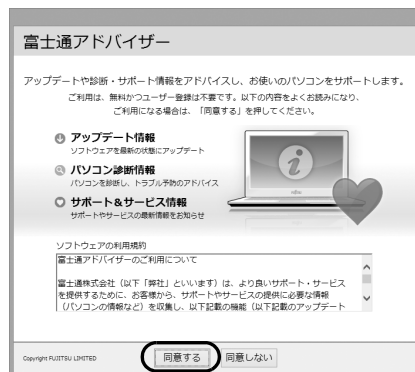 富士通アドバイザー
アップデートや診断・サポート情報をアドバイスし、お使いのパソコンをサポートします。
ご利用は、無料かつユーザー登録は不要です。以下の内容をよくお読みになり、
ご利用になる場合は、「同意する」を押してください。
アップデート情報
ソフトウェアを最新の状態にアップデート
パソコン診断情報
パソコンを診断し、トラブル予防のアドバイス
サポート&サービス情報
サポートやサービスの最新情報をお知らせ
ソフトウェアの利用規約
富士通アドバイザーのご利用について
富士通株式会社（以下「弊社」といいます）は、より良いサポート・サービス
を提供するために、お客様から、サポートやサービスの提供に必要な情報
（パソコンの情報など）を収集し、以下記載の機能（以下記載のアップデート
Copyright FUJITSU LIMITED
同意する
同意しない